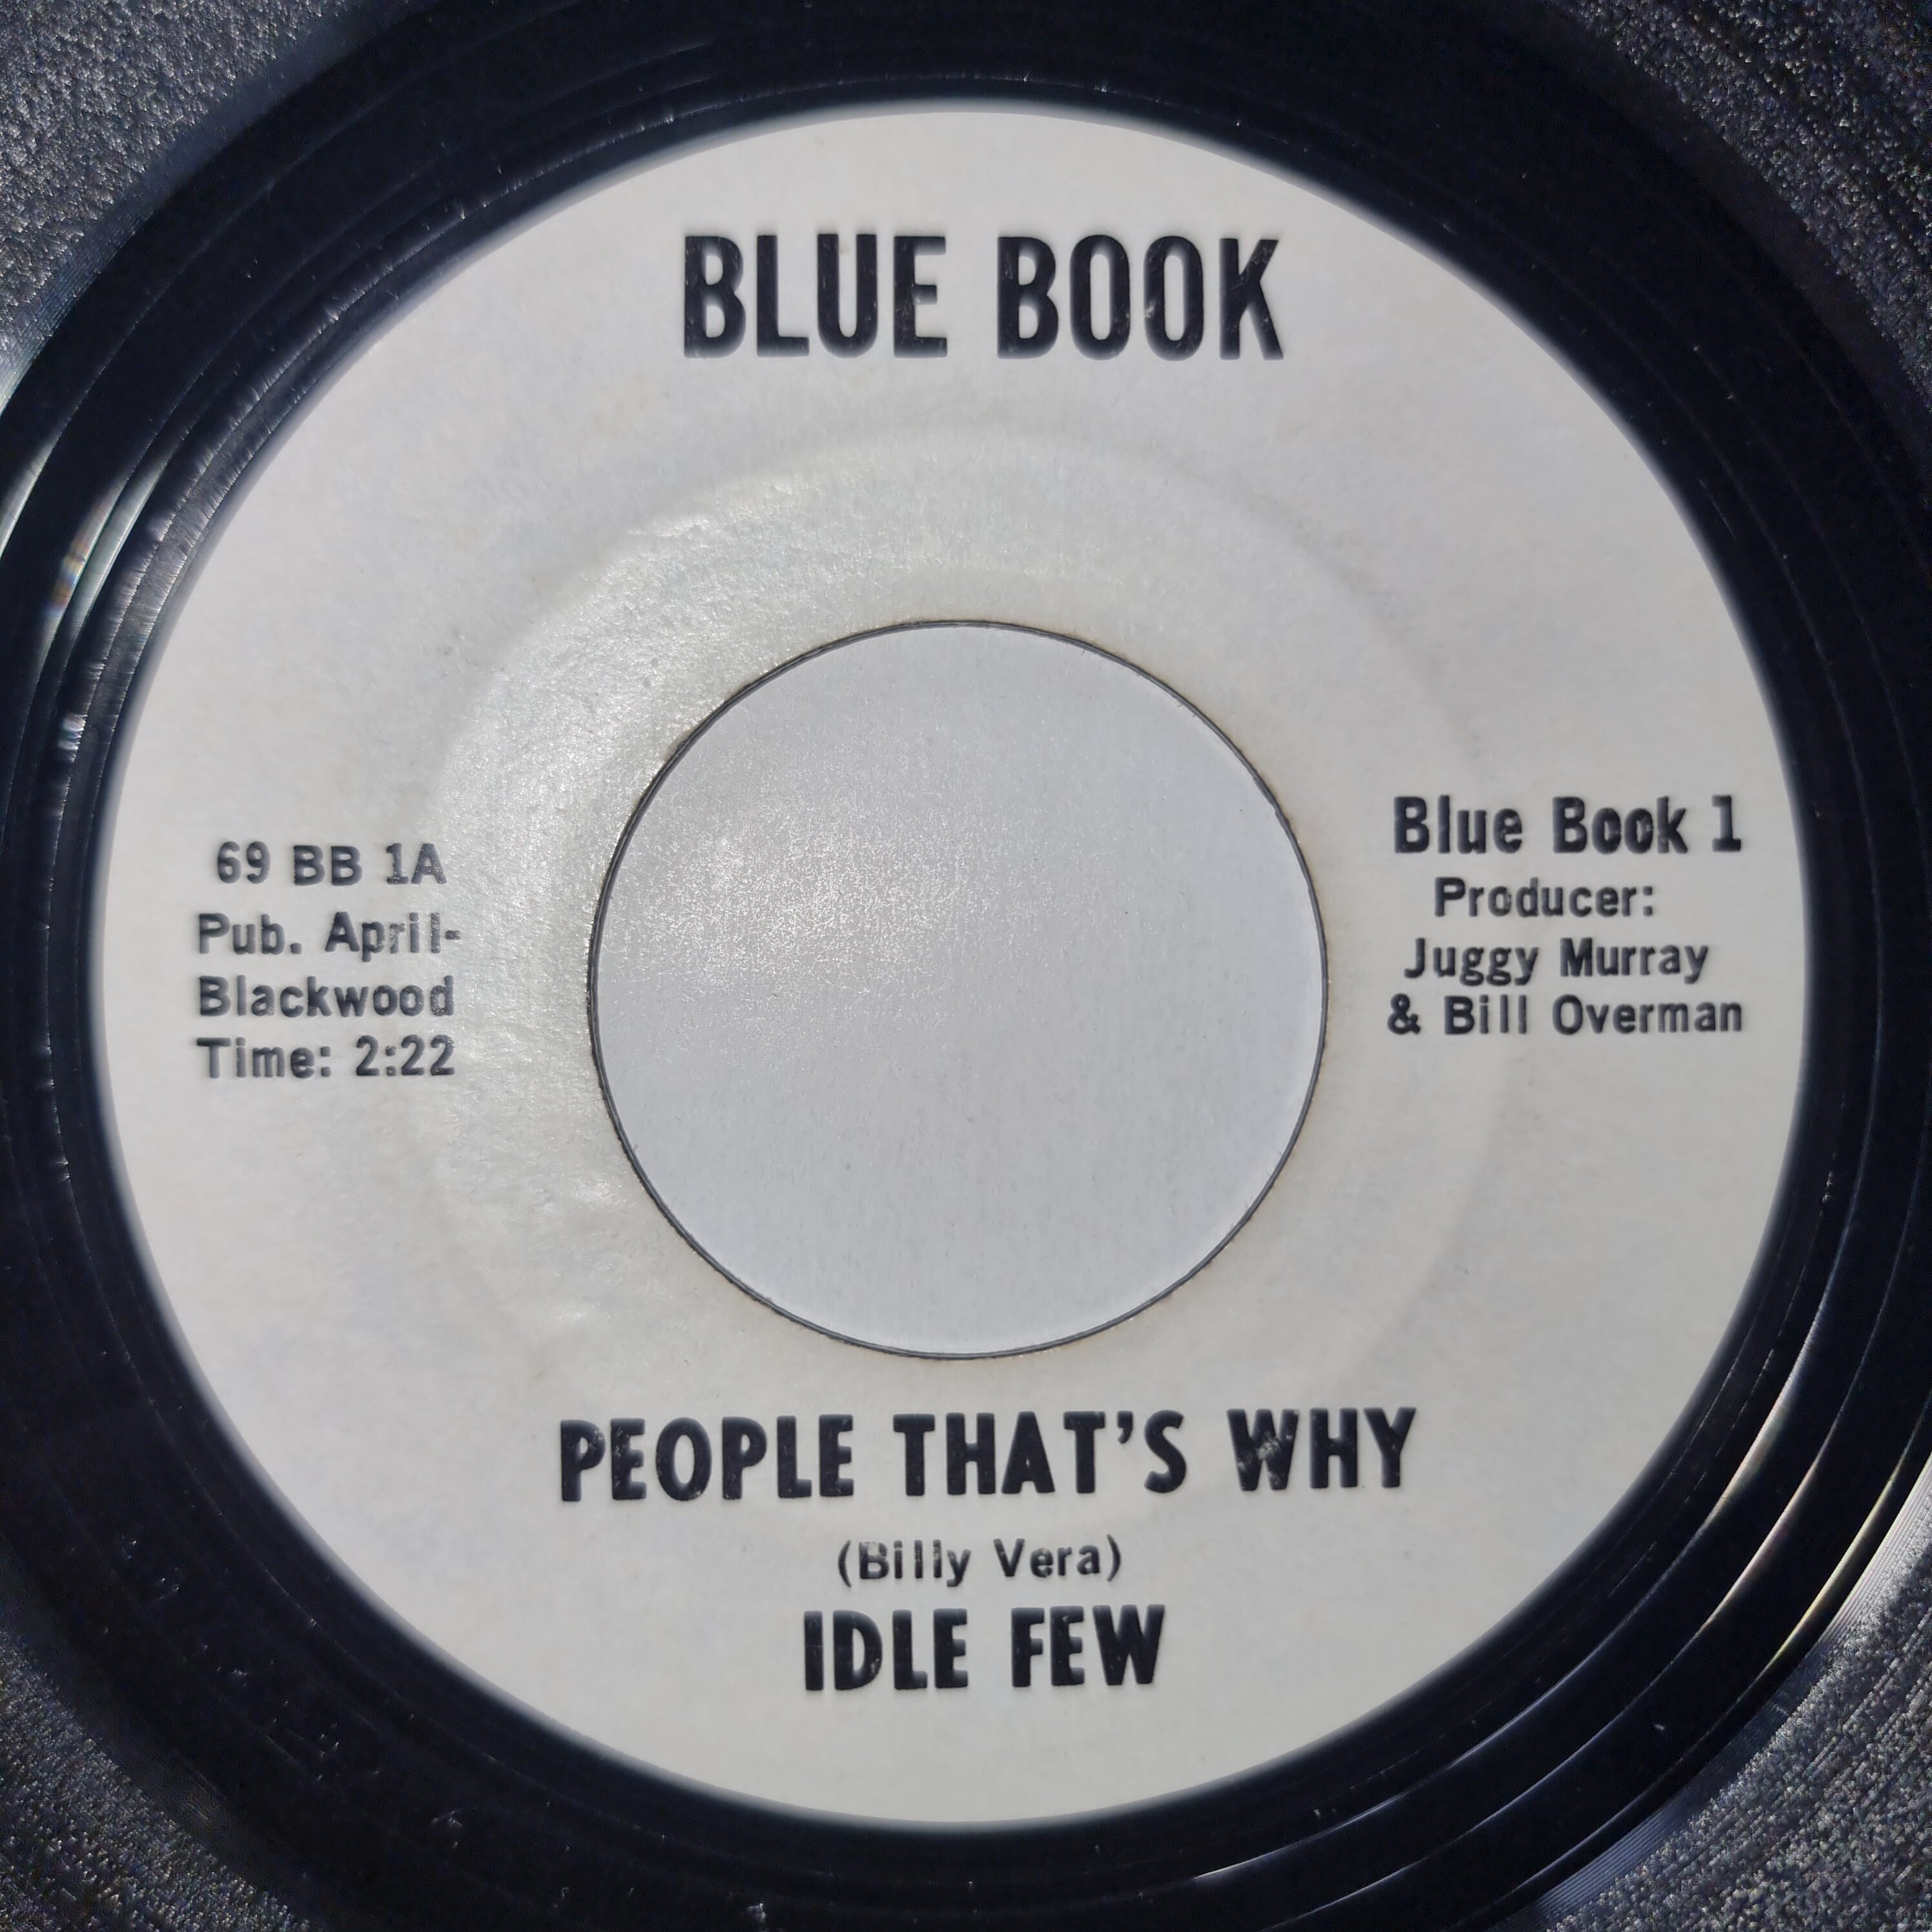 BLUE BOOK
69 BB 1A
Pub. April-
Blackwood
Time: 2:22
Blue Book 1
Producer:
Juggy Murray
& Bill Overman
PEOPLE THAT'S WHY
(Billy Vera)
IDLE FEW